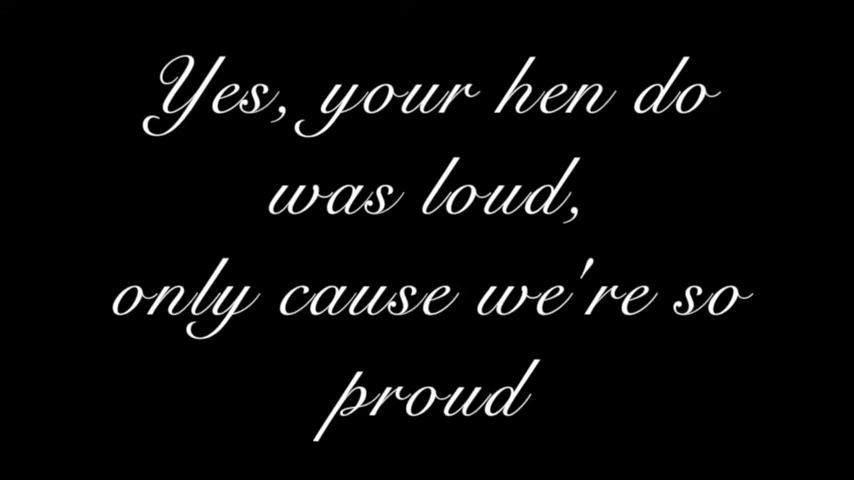 Yes, your hen do
was loud,
only cause we're so
proud